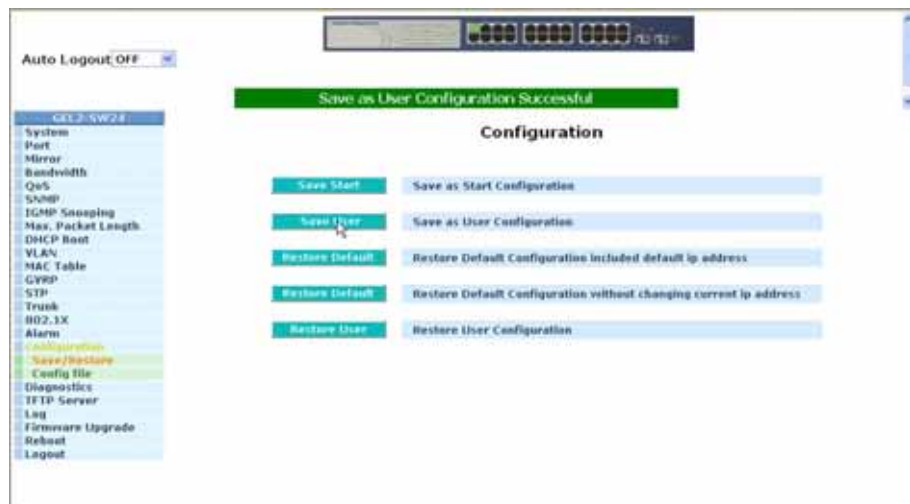 Auto Logout OFF
Save as User Configuration Successful
GEL2-SW24
System
Port
Mirror
Bandwidth
QoS
SNMP
IGMP Snooping
Max. Packet Length
DHCP Boot
VLAN
MAC Table
GVRP
STP
Trunk
802.1X
Alarm
Configuration
Save/Restore
Config file
Diagnostics
TFTP Server
Log
Firmware Upgrade
Reboot
Logout
Configuration
Save Start Save as Start Configuration
Save User Save as User Configuration
Restore Default Restore Default Configuration included default ip address
Restore Default Restore Default Configuration without changing current ip address
Restore User Restore User Configuration